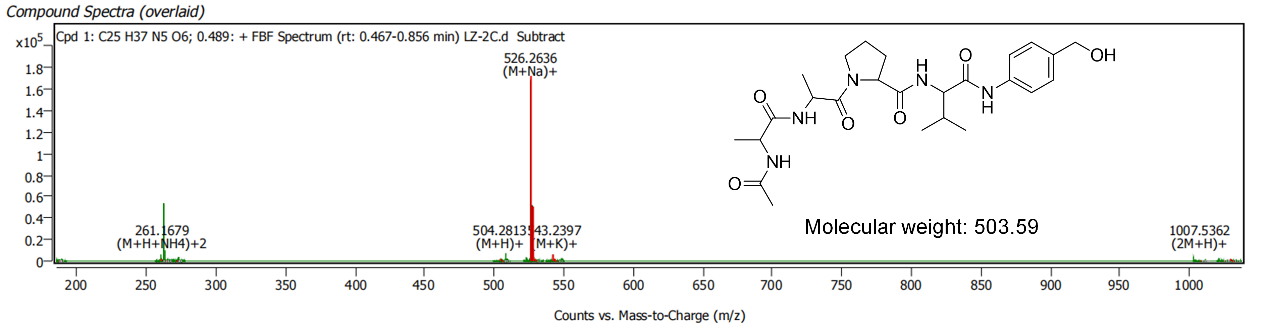 Compound Spectra (overlaid)
x10⁵
Cpd 1: C25 H37 N5 O6; 0.489: + FBF Spectrum (rt: 0.467-0.856 min) LZ-2C.d Subtract
526.2636
(M+Na)+
1.8
1.6
1.4
1.2
1
0.8
0.6
0.4
0.2
0
261.1679
(M+H+NH4)+2
504.2813
(M+H)+
543.2397
(M+K)+
1007.5362
(2M+H)+
OH
O
H
N
O
N
H
N
O
O
O
NH
NH
O
Molecular weight: 503.59
200 250 300 350 400 450 500 550 600 650 700 750 800 850 900 950 1000
Counts vs. Mass-to-Charge (m/z)